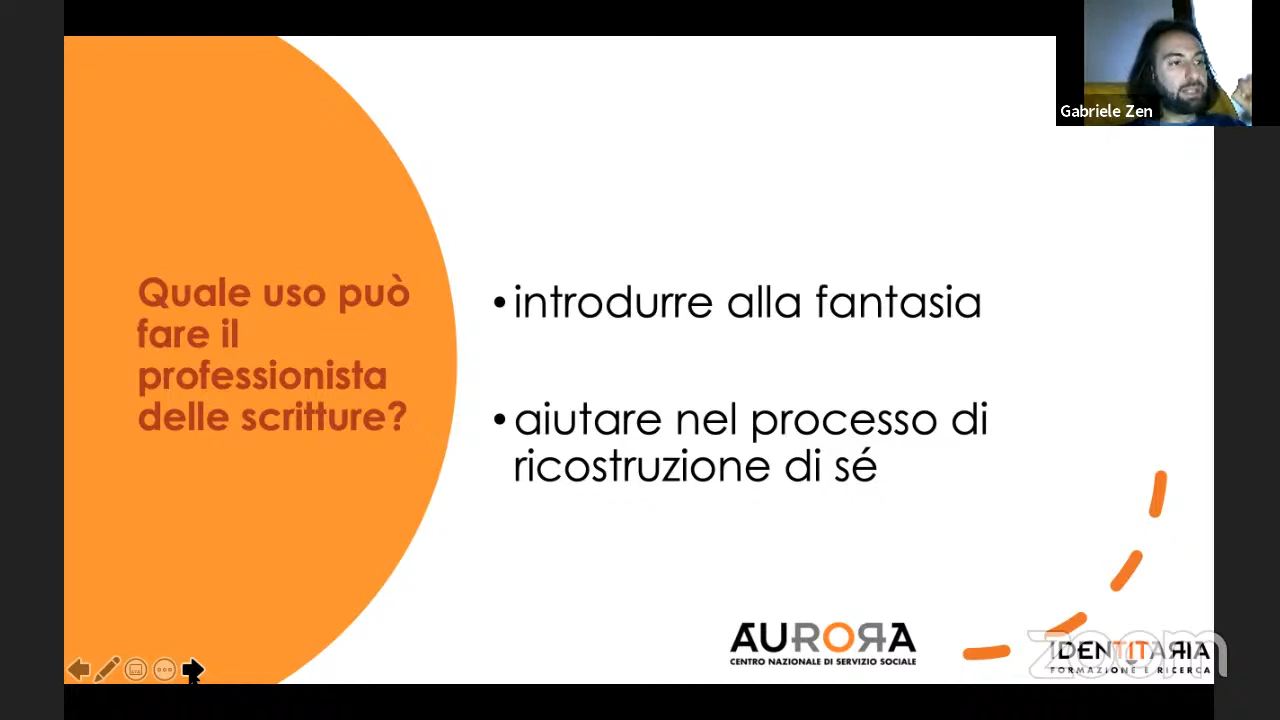 Gabriele Zen
Quale uso può
fare il
professionista
delle scritture?
• introdurre alla fantasia
• aiutare nel processo di
ricostruzione di sé
AURORA
CENTRO NAZIONALE DI SERVIZIO SOCIALE
IDENTITARIA
FORMAZIONE E RICERCA
zoom